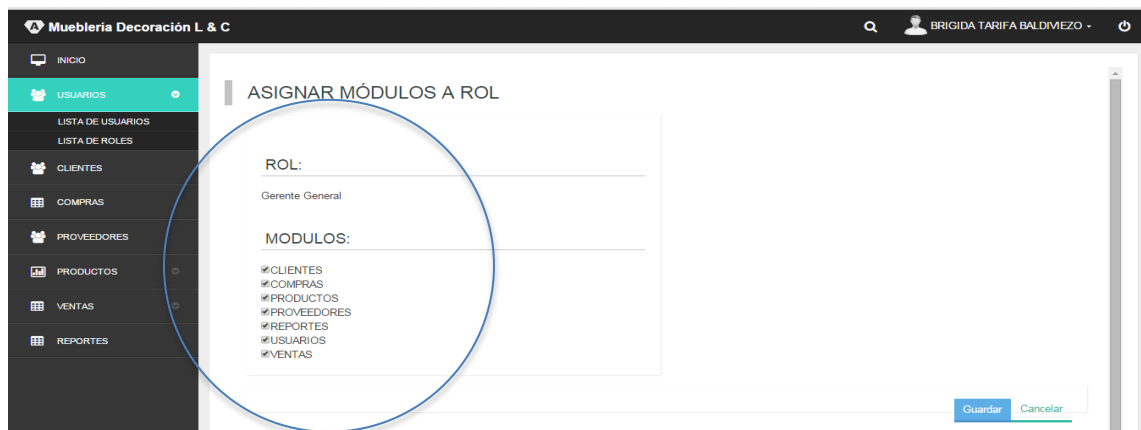 Mueblería Decoración L & C
BRIGIDA TARIFA BALDIVIEZO
INICIO
USUARIOS
LISTA DE USUARIOS
LISTA DE ROLES
CLIENTES
COMPRAS
PROVEEDORES
PRODUCTOS
VENTAS
REPORTES
ASIGNAR MÓDULOS A ROL
ROL:
Gerente General
MODULOS:
CLIENTES
COMPRAS
PRODUCTOS
PROVEEDORES
REPORTES
USUARIOS
VENTAS
Guardar Cancelar